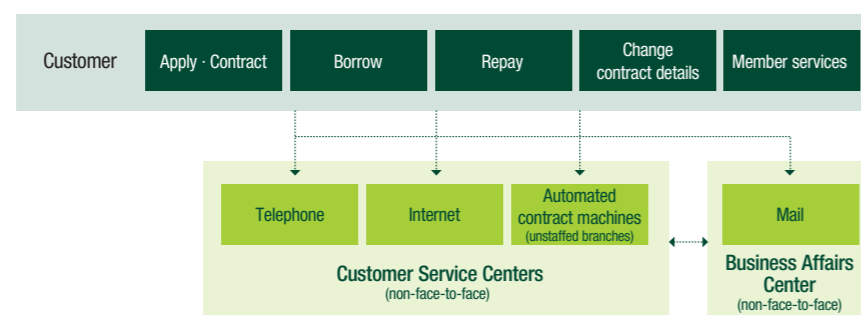 Customer
Apply · Contract
Borrow
Repay
Change
contract details
Member services
Telephone
Internet
Automated
contract machines
(unstaffed branches)
Mail
Customer Service Centers
(non-face-to-face)
Business Affairs
Center
(non-face-to-face)